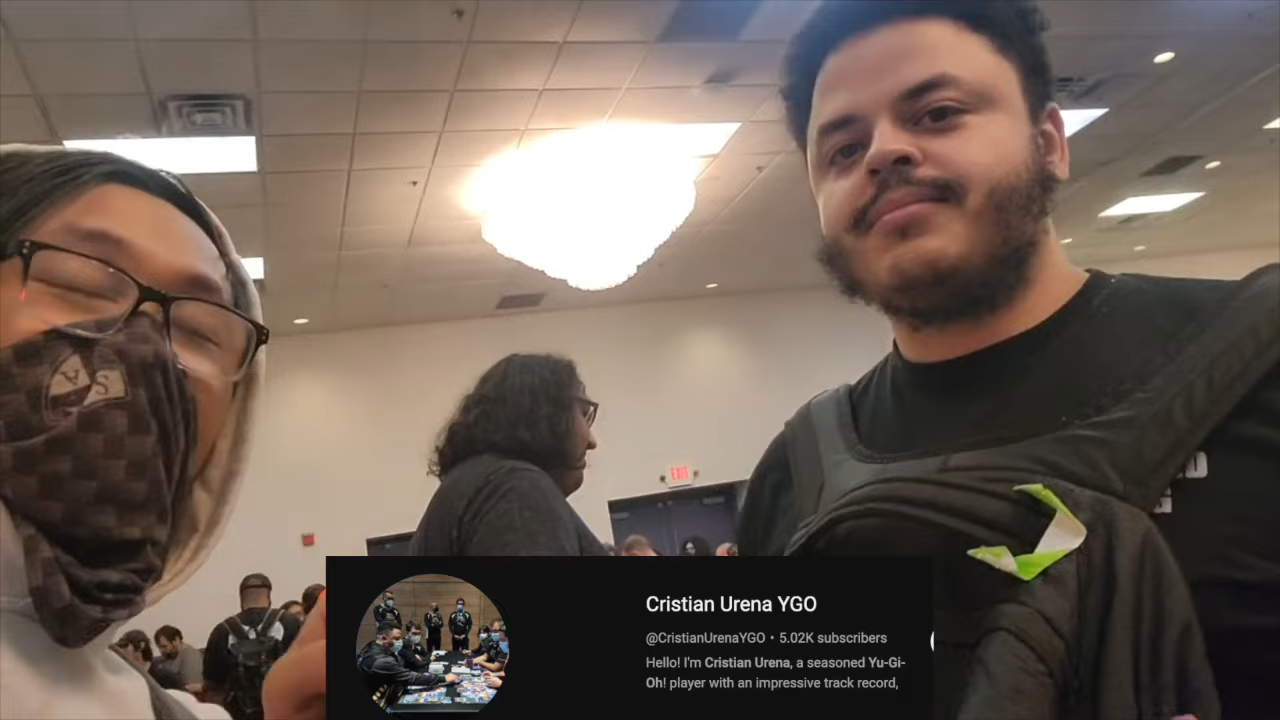 EXIT
Cristian Urena YGO
@CristianUrenaYGO • 5.02K subscribers
Hello! I'm Cristian Urena, a seasoned Yu-Gi-
Oh! player with an impressive track record,